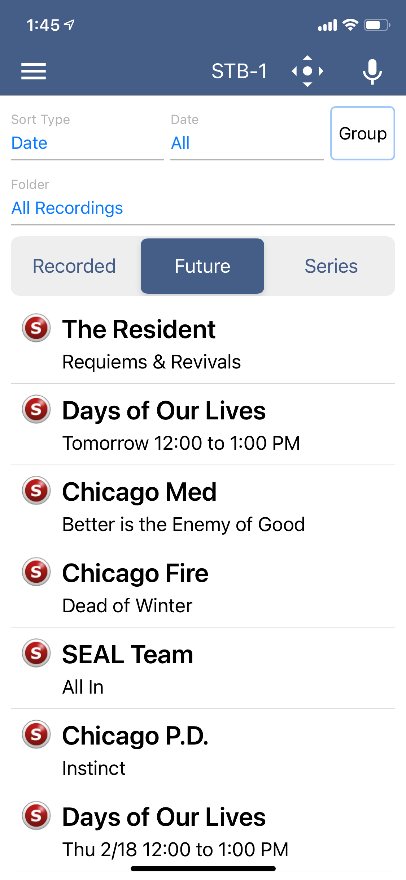 1:45
STB-1
Sort Type
Date
Date
All
Group
Folder
All Recordings
Recorded
Future
Series
S
The Resident
Requiems & Revivals
S
Days of Our Lives
Tomorrow 12:00 to 1:00 PM
S
Chicago Med
Better is the Enemy of Good
S
Chicago Fire
Dead of Winter
S
SEAL Team
All In
S
Chicago P.D.
Instinct
S
Days of Our Lives
Thu 2/18 12:00 to 1:00 PM